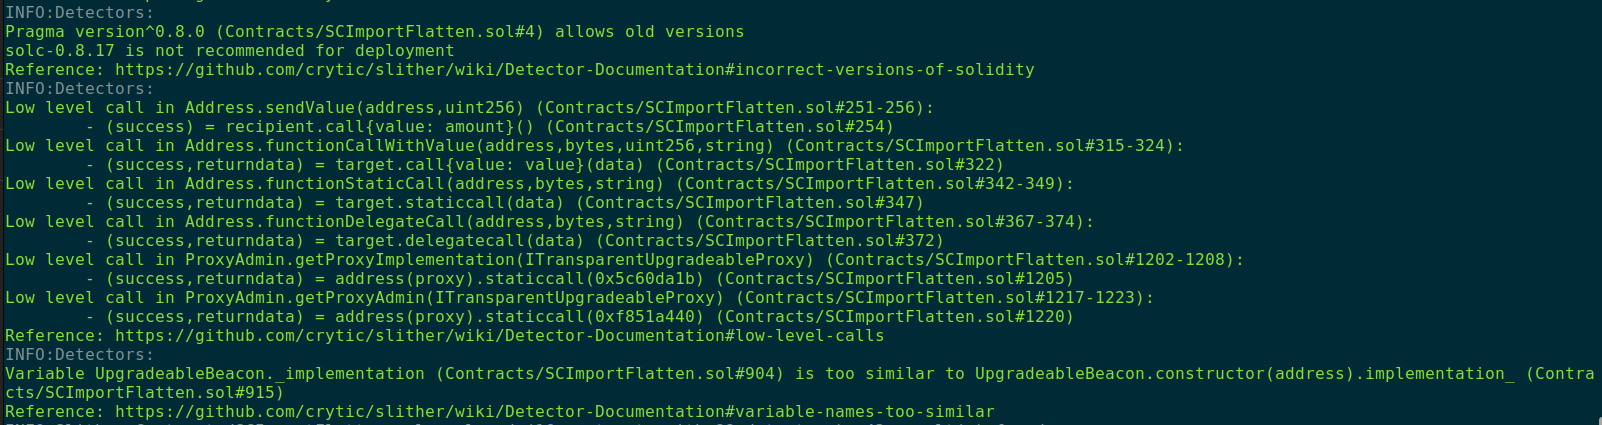 INFO:Detectors:
Pragma version^0.8.0 (Contracts/SCImportFlatten.sol#4) allows old versions
solc-0.8.17 is not recommended for deployment
Reference: https://github.com/crytic/slither/wiki/Detector-Documentation#incorrect-versions-of-solidity
INFO:Detectors:
Low level call in Address.sendValue(address,uint256) (Contracts/SCImportFlatten.sol#251-256):
- (success) = recipient.call{value: amount}() (Contracts/SCImportFlatten.sol#254)
Low level call in Address.functionCallWithValue(address,bytes,uint256,string) (Contracts/SCImportFlatten.sol#315-324):
- (success,returndata) = target.call{value: value}(data) (Contracts/SCImportFlatten.sol#322)
Low level call in Address.functionStaticCall(address,bytes,string) (Contracts/SCImportFlatten.sol#342-349):
- (success,returndata) = target.staticcall(data) (Contracts/SCImportFlatten.sol#347)
Low level call in Address.functionDelegateCall(address,bytes,string) (Contracts/SCImportFlatten.sol#367-374):
- (success,returndata) = target.delegatecall(data) (Contracts/SCImportFlatten.sol#372)
Low level call in ProxyAdmin.getProxyImplementation(ITransparentUpgradeableProxy) (Contracts/SCImportFlatten.sol#1202-1208):
- (success,returndata) = address(proxy).staticcall(0x5c60da1b) (Contracts/SCImportFlatten.sol#1205)
Low level call in ProxyAdmin.getProxyAdmin(ITransparentUpgradeableProxy) (Contracts/SCImportFlatten.sol#1217-1223):
- (success,returndata) = address(proxy).staticcall(0xf851a440) (Contracts/SCImportFlatten.sol#1220)
Reference: https://github.com/crytic/slither/wiki/Detector-Documentation#low-level-calls
INFO:Detectors:
Variable UpgradeableBeacon._implementation (Contracts/SCImportFlatten.sol#904) is too similar to UpgradeableBeacon.constructor(address).implementation_ (Contra
cts/SCImportFlatten.sol#915)
Reference: https://github.com/crytic/slither/wiki/Detector-Documentation#variable-names-too-similar